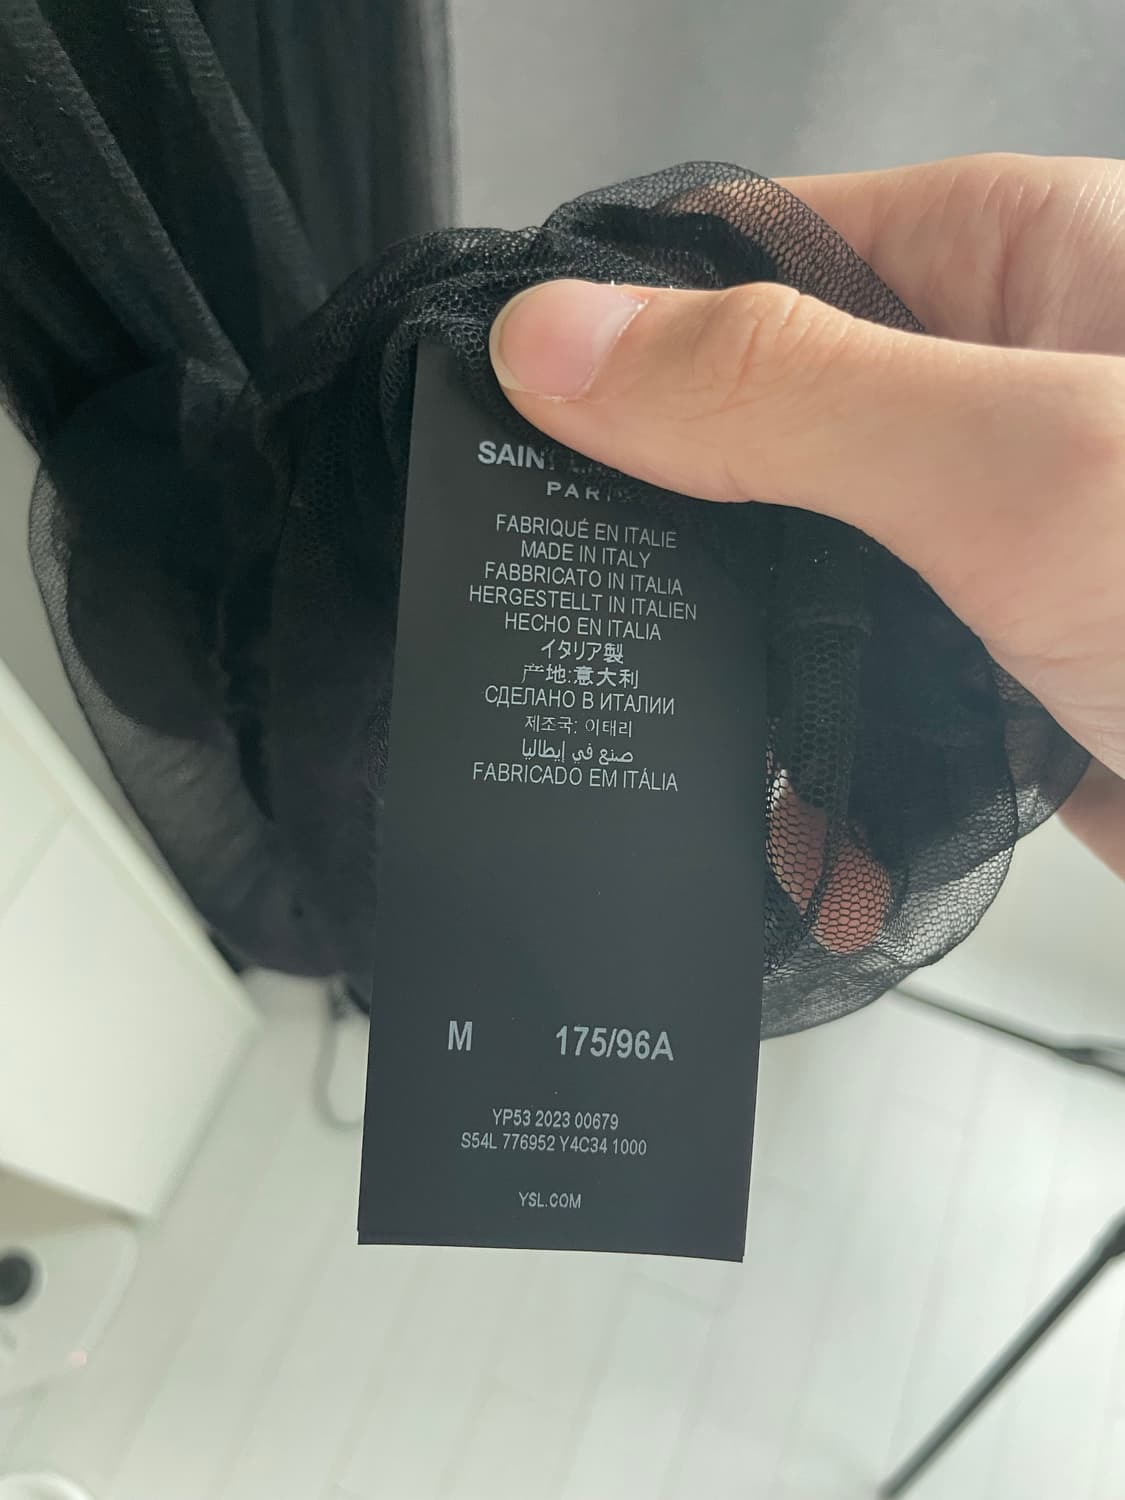 SAINT
PARIS
FABRIQUÉ EN ITALIE
MADE IN ITALY
FABBRICATO IN ITALIA
HERGESTELLT IN ITALIEN
HECHO EN ITALIA
イタリア製
产地:意大利
СДЕЛАНО В ИТАЛИИ
제조국: 이태리
صنع في إيطاليا
FABRICADO EM ITÁLIA
M 175/96A
YP53 2023 00679
S54L 776952 Y4C34 1000
YSL.COM